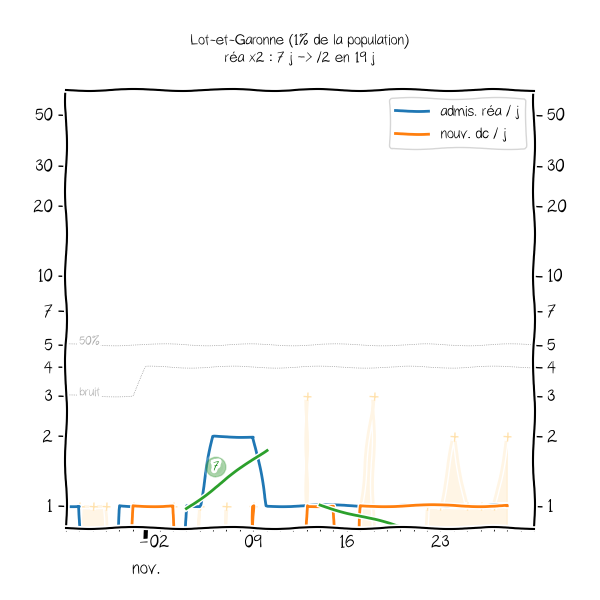 Lot-et-Garonne (1% de la population)
réa x2 : 7 j -> /2 en 19 j
admis. réa / j
nouv. dc / j
50 50
30 30
20 20
10 10
7 7
5 50% 5
4 4
3 bruit 3
2 2
7
1 1
02 09 16 23
nov.